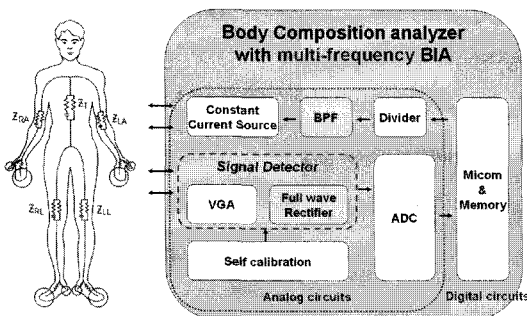 Body Composition analyzer
with multi-frequency BIA
Z_T
Z_RA
Z_LA
Z_RL
Z_LL
Constant
Current Source
BPF
Divider
Signal Detector
VGA
Full wave
Rectifier
ADC
Micom
&
Memory
Self calibration
Analog circuits
Digital circuits